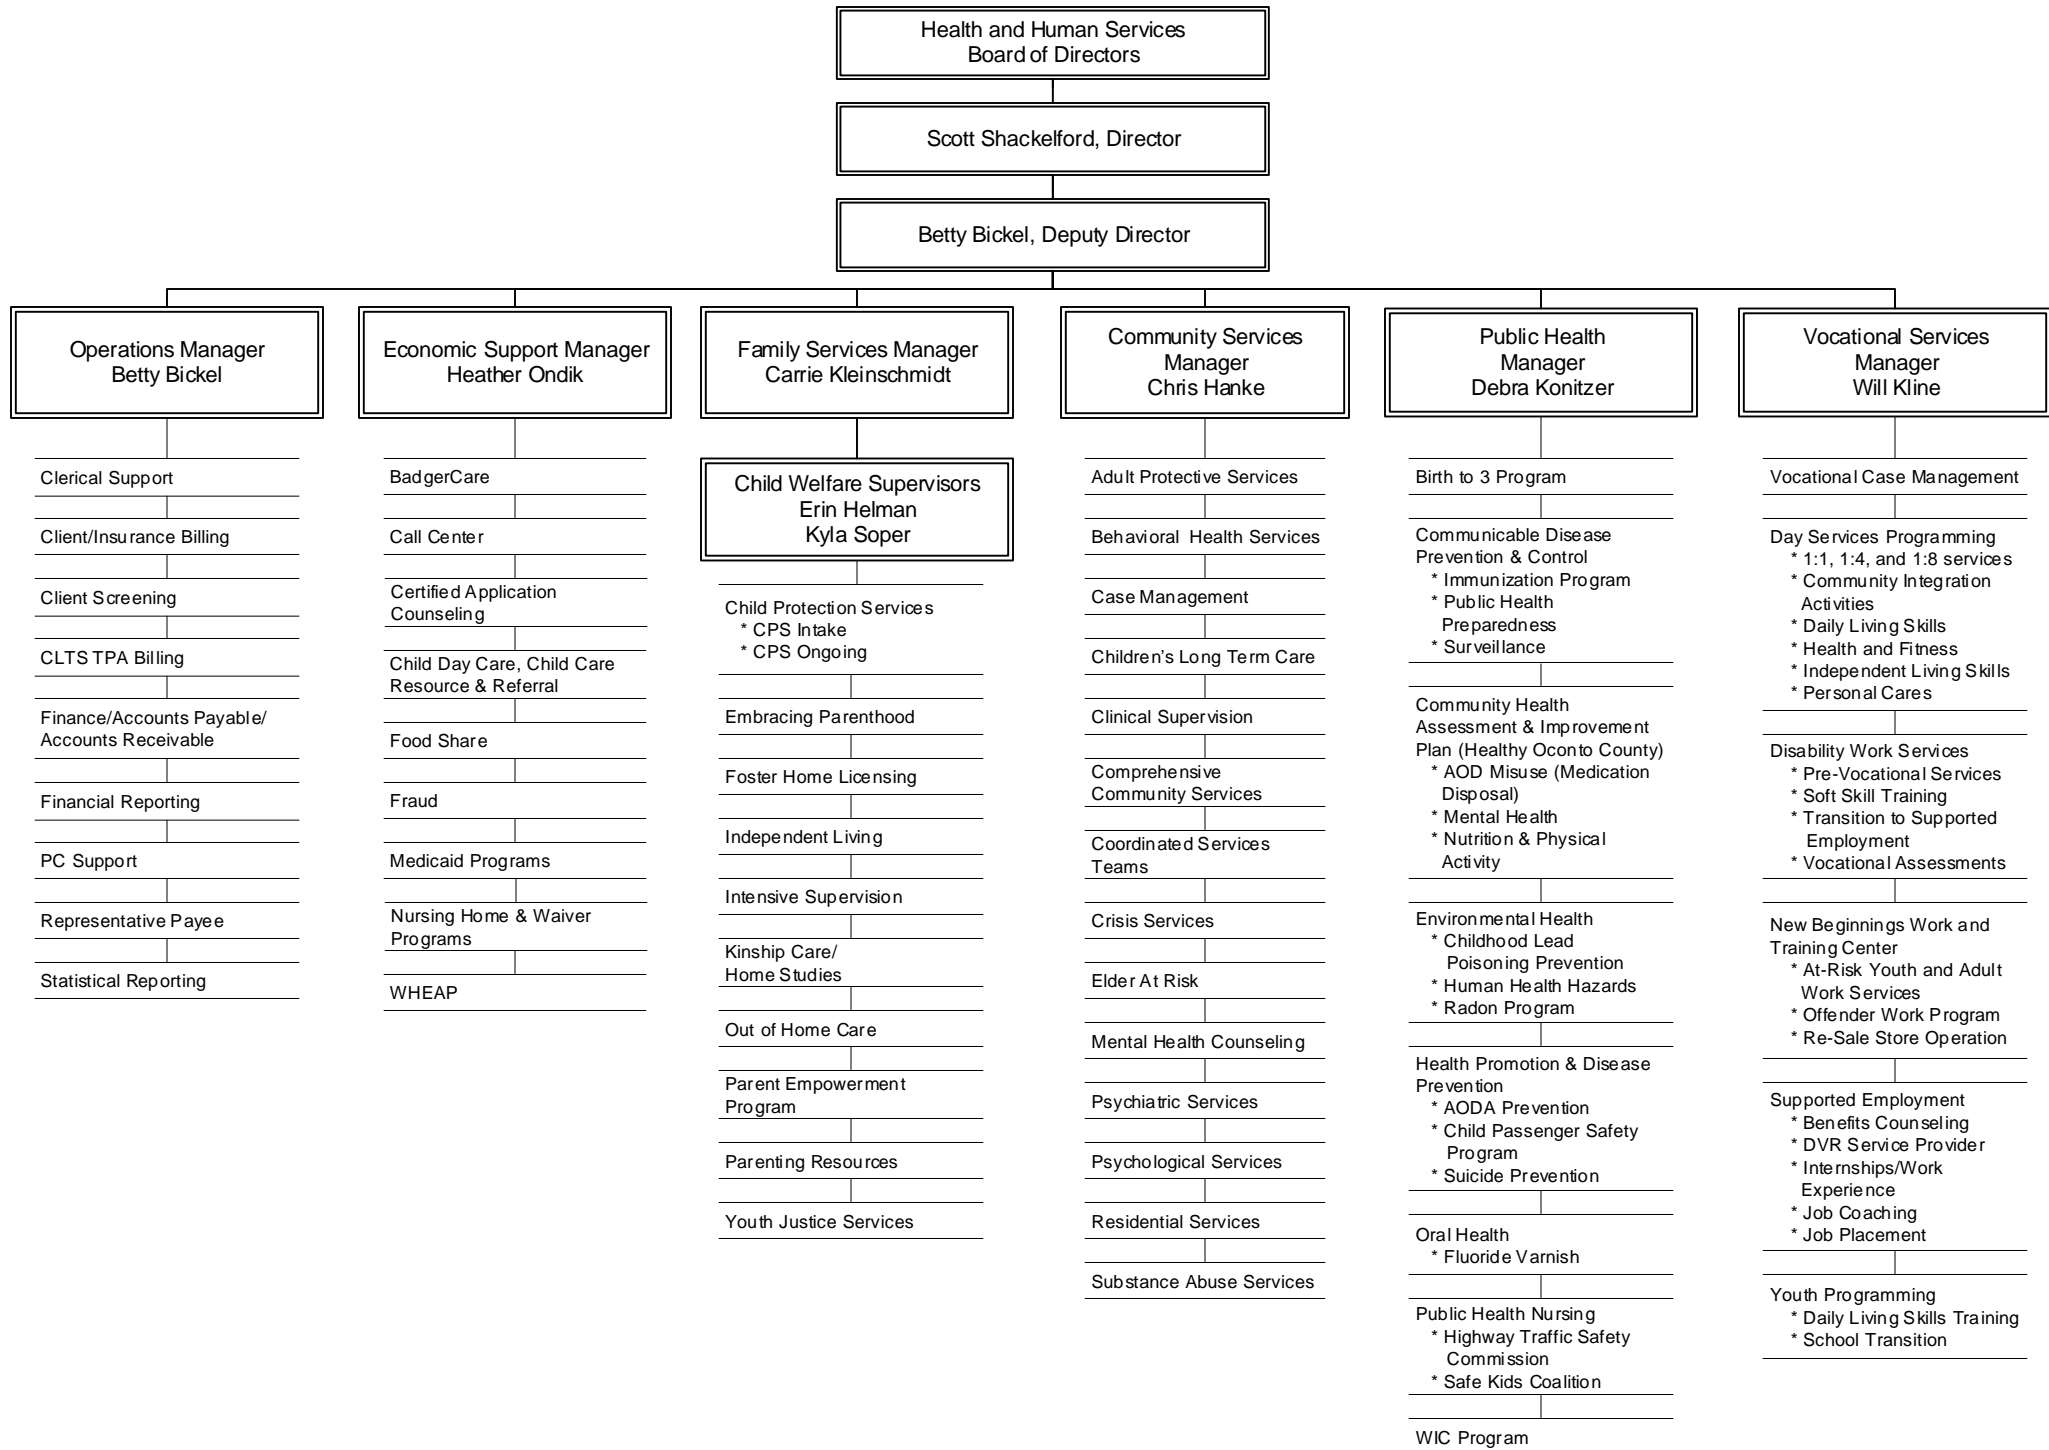 Health and Human Services
Board of Directors
Scott Shackelford, Director
Betty Bickel, Deputy Director
Operations Manager
Betty Bickel
Clerical Support
Client/Insurance Billing
Client Screening
CLTS TPA Billing
Finance/Accounts Payable/
Accounts Receivable
Financial Reporting
PC Support
Representative Payee
Statistical Reporting
Economic Support Manager
Heather Ondik
BadgerCare
Call Center
Certified Application
Counseling
Child Day Care, Child Care
Resource & Referral
Food Share
Fraud
Medicaid Programs
Nursing Home & Waiver
Programs
WHEAP
Family Services Manager
Carrie Kleinschmidt
Child Welfare Supervisors
Erin Helman
Kyla Soper
Child Protection Services
* CPS Intake
* CPS Ongoing
Embracing Parenthood
Foster Home Licensing
Independent Living
Intensive Supervision
Kinship Care/
Home Studies
Out of Home Care
Parent Empowerment
Program
Parenting Resources
Youth Justice Services
Community Services
Manager
Chris Hanke
Adult Protective Services
Behavioral Health Services
Case Management
Children’s Long Term Care
Clinical Supervision
Comprehensive
Community Services
Coordinated Services
Teams
Crisis Services
Elder At Risk
Mental Health Counseling
Psychiatric Services
Psychological Services
Residential Services
Substance Abuse Services
Public Health
Manager
Debra Konitzer
Birth to 3 Program
Communicable Disease
Prevention & Control
* Immunization Program
* Public Health
Preparedness
* Surveillance
Community Health
Assessment & Improvement
Plan (Healthy Oconto County)
* AOD Misuse (Medication
Disposal)
* Mental Health
* Nutrition & Physical
Activity
Environmental Health
* Childhood Lead
Poisoning Prevention
* Human Health Hazards
* Radon Program
Health Promotion & Disease
Prevention
* AODA Prevention
* Child Passenger Safety
Program
* Suicide Prevention
Oral Health
* Fluoride Varnish
Public Health Nursing
* Highway Traffic Safety
Commission
* Safe Kids Coalition
WIC Program
Vocational Services
Manager
Will Kline
Vocational Case Management
Day Services Programming
* 1:1, 1:4, and 1:8 services
* Community Integration
Activities
* Daily Living Skills
* Health and Fitness
* Independent Living Skills
* Personal Cares
Disability Work Services
* Pre-Vocational Services
* Soft Skill Training
* Transition to Supported
Employment
* Vocational Assessments
New Beginnings Work and
Training Center
* At-Risk Youth and Adult
Work Services
* Offender Work Program
* Re-Sale Store Operation
Supported Employment
* Benefits Counseling
* DVR Service Provider
* Internships/Work
Experience
* Job Coaching
* Job Placement
Youth Programming
* Daily Living Skills Training
* School Transition